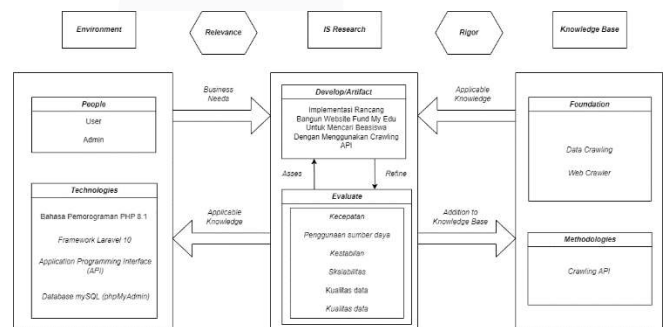 Environment
Relevance
IS Research
Rigor
Knowledge Base
People
User
Admin
Technologies
Bahasa Pemorograman PHP 8.1
Framework Laravel 10
Application Programming Interface
(API)
Database mySQL (phpMyAdmin)
Business
Needs
Applicable
Knowledge
Develop/Artifact
Implementasi Rancang
Bangun Website Fund My Edu
Untuk Mencari Beasiswa
Dengan Menggunakan Crawling
API
Asses
Refine
Evaluate
Kecepatan
Penggunaan sumber daya
Kestabilan
Skalabilitas
Kualitas data
Kualitas data
Applicable
Knowledge
Addition to
Knowledge Base
Foundation
Data Crawling
Web Crawler
Methodologies
Crawling API